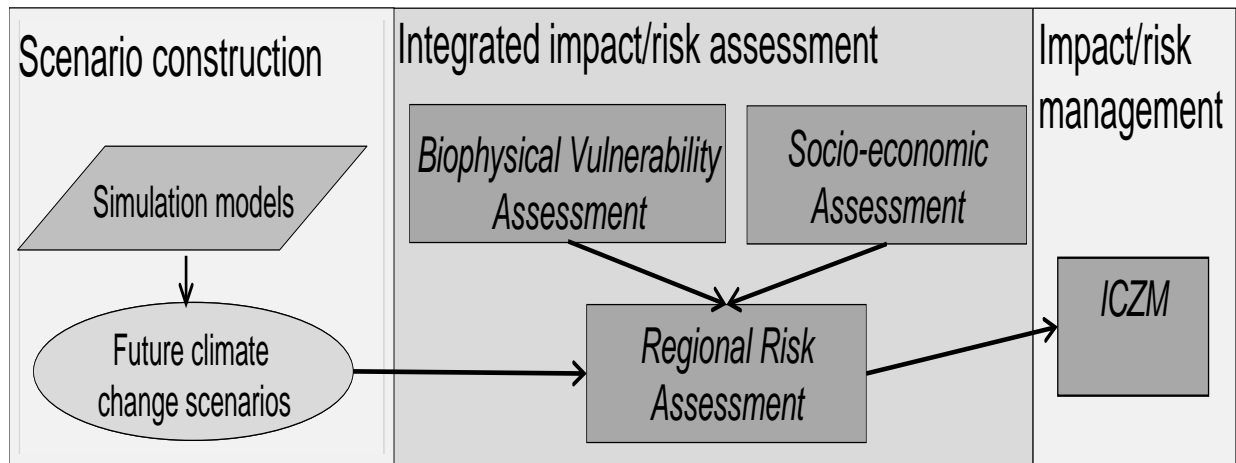 Scenario construction
Simulation models
Future climate
change scenarios
Integrated impact/risk assessment
Biophysical Vulnerability
Assessment
Socio-economic
Assessment
Regional Risk
Assessment
Impact/risk
management
ICZM